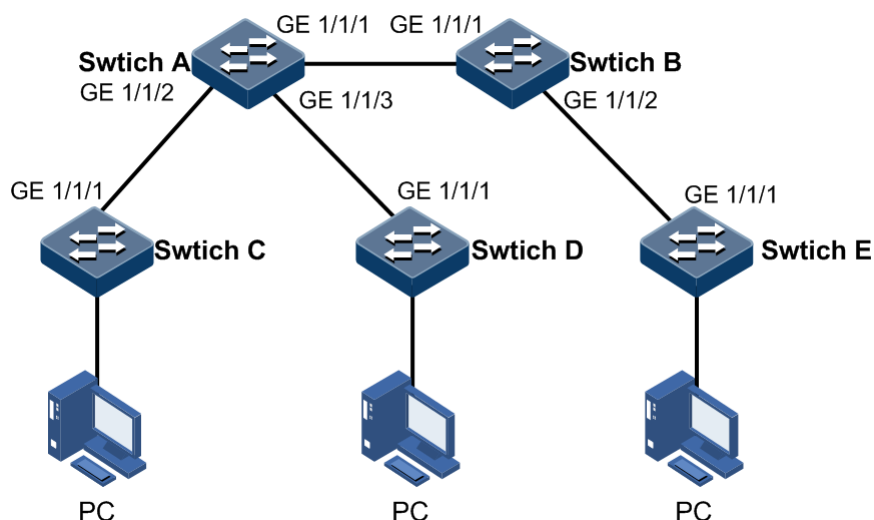 GE 1/1/1
GE 1/1/1
Swtich A
Swtich B
GE 1/1/2
GE 1/1/3
GE 1/1/2
GE 1/1/1
GE 1/1/1
GE 1/1/1
Swtich C
Swtich D
Swtich E
PC
PC
PC